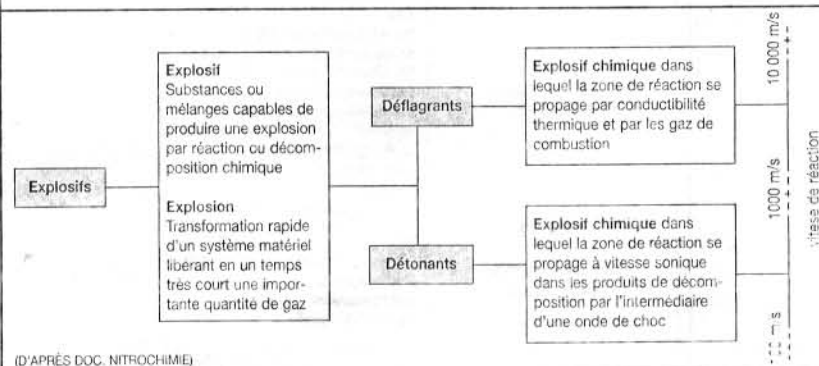 Explosifs
Explosif
Substances ou
mélanges capables de
produire une explosion
par réaction ou décom-
position chimique
Explosion
Transformation rapide
d'un système matériel
libérant en un temps
très court une impor-
tante quantité de gaz
Déflagrants
Explosif chimique dans
lequel la zone de réaction se
propage par conductibilité
thermique et par les gaz de
combustion
Détonants
Explosif chimique dans
lequel la zone de réaction se
propage à vitesse sonique
dans les produits de décom-
position par l'intermédiaire
d'une onde de choc
10 000 m/s
1000 m/s
m/s
vitese de réaction
(D'APRÈS DOC. NITROCHIMIE)